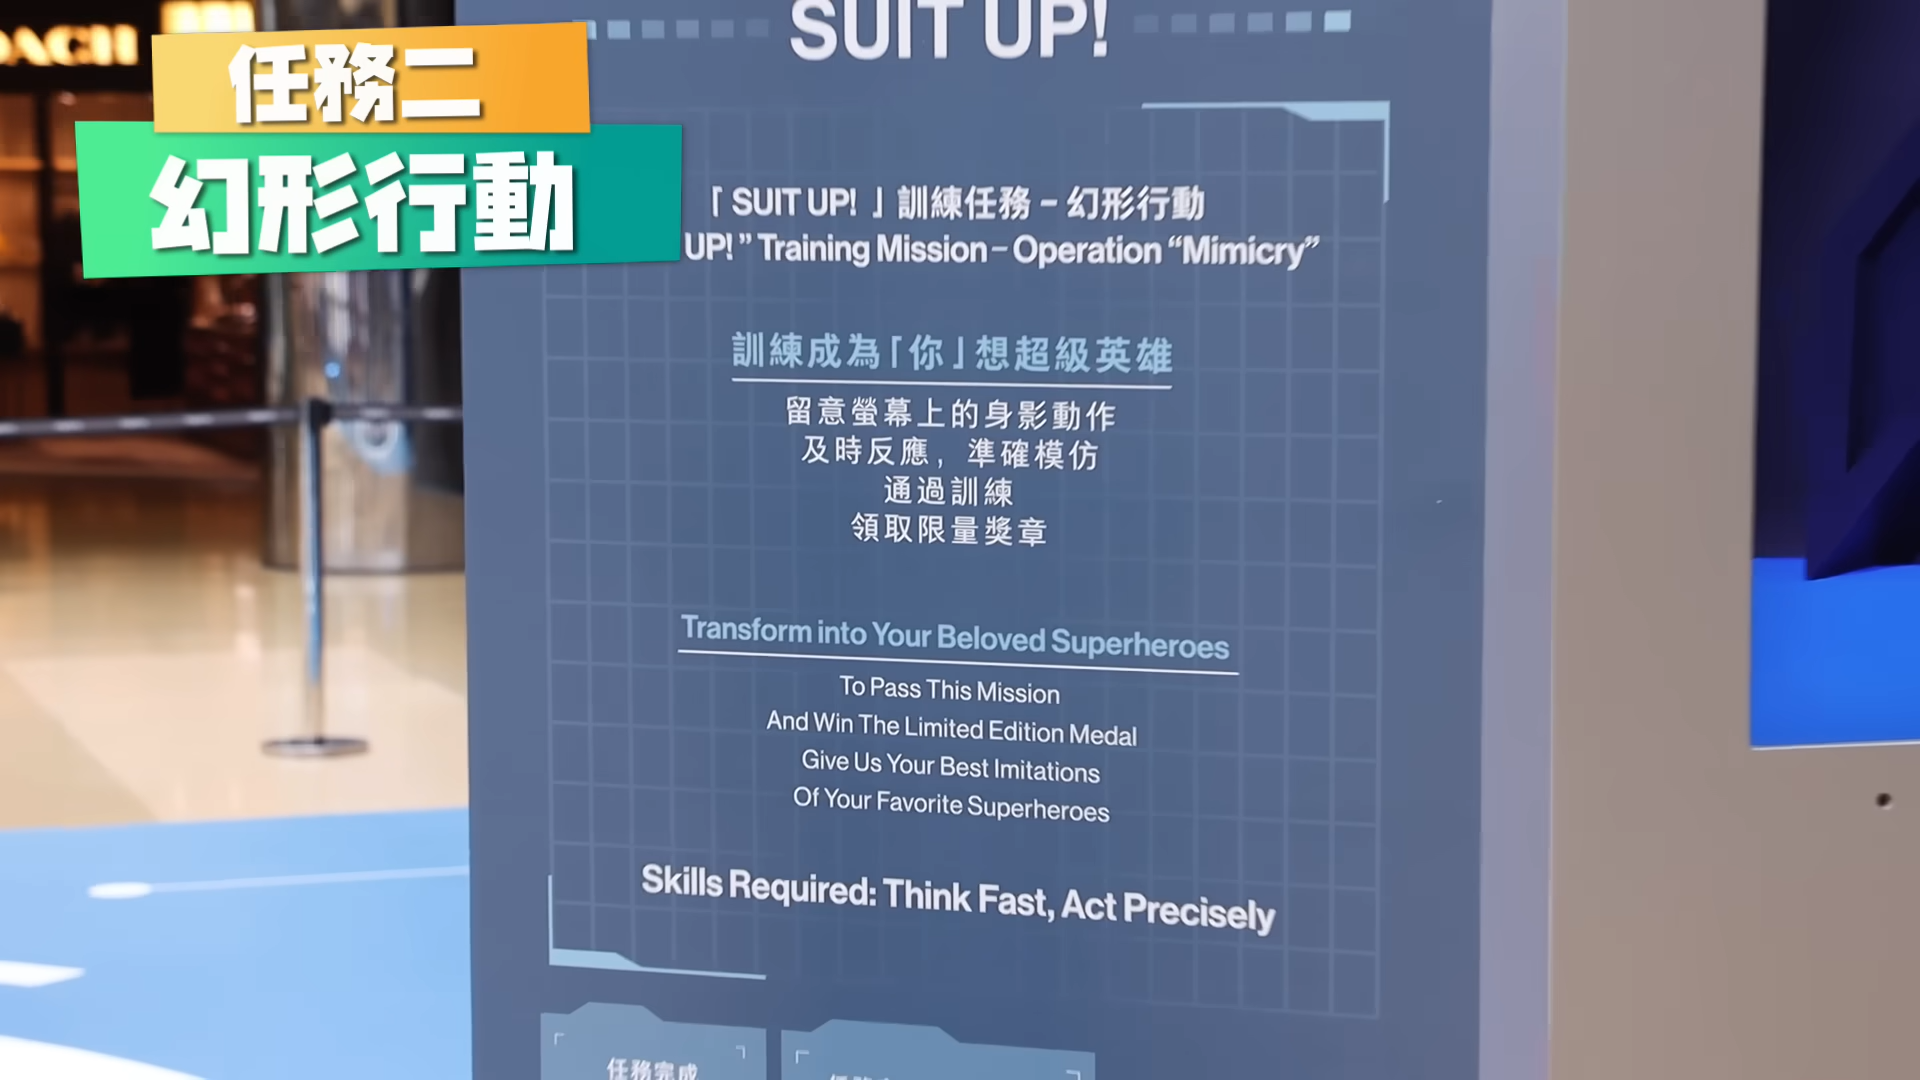 SUIT UP!
任務二
幻形行動
「 SUIT UP! 」訓練任務 – 幻形行動
UP! ” Training Mission – Operation “Mimicry”
訓練成為「你」想超級英雄
留意螢幕上的身影動作
及時反應，準確模仿
通過訓練
領取限量獎章
Transform into Your Beloved Superheroes
To Pass This Mission
And Win The Limited Edition Medal
Give Us Your Best Imitations
Of Your Favorite Superheroes
Skills Required: Think Fast, Act Precisely
任務完成